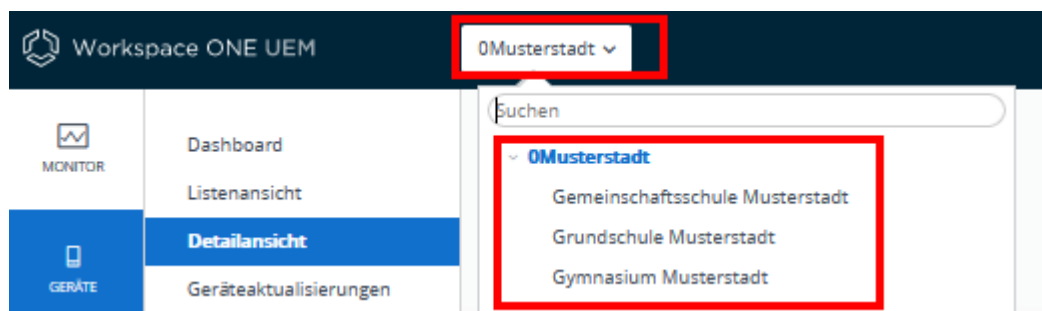 Workspace ONE UEM
0Musterstadt
Suchen
MONITOR
Dashboard
0Musterstadt
Listenansicht
Gemeinschaftsschule Musterstadt
GERÄTE
Detailansicht
Grundschule Musterstadt
Geräteaktualisierungen
Gymnasium Musterstadt